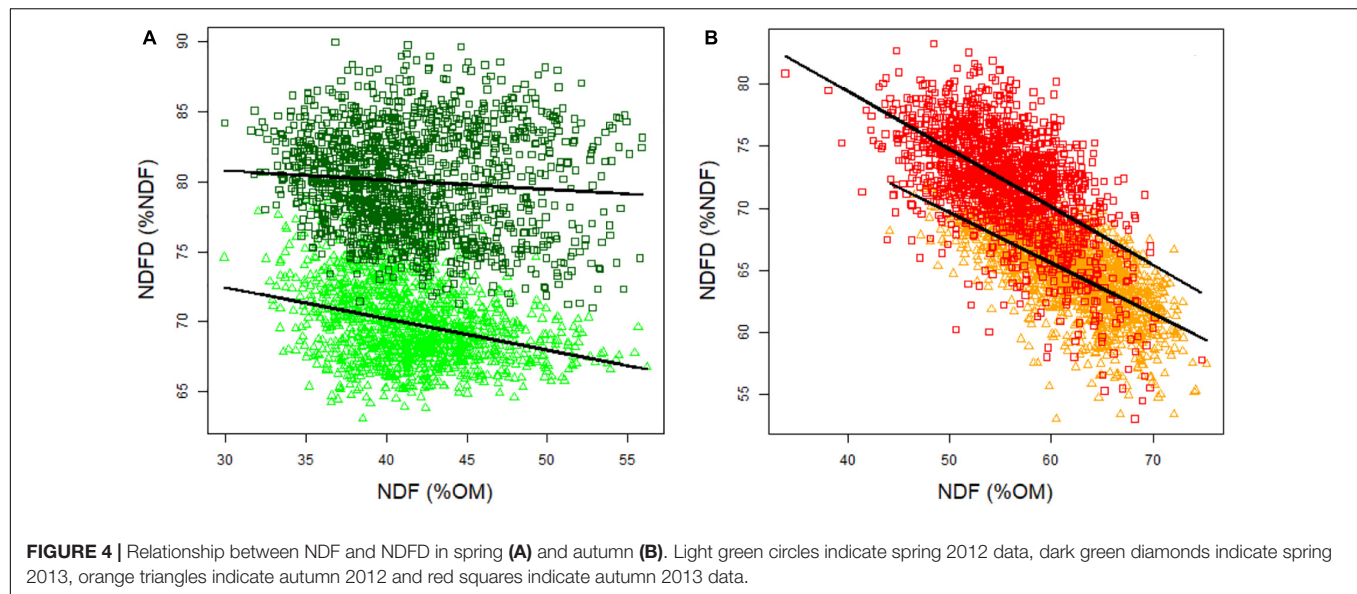 A
B
NDFD (%NDF)
90
85
80
75
70
65
30 35 40 45 50 55
NDF (%OM)
NDFD (%NDF)
80
75
70
65
60
55
40 50 60 70
NDF (%OM)
FIGURE 4 | Relationship between NDF and NDFD in spring (A) and autumn (B). Light green circles indicate spring 2012 data, dark green diamonds indicate spring
2013, orange triangles indicate autumn 2012 and red squares indicate autumn 2013 data.